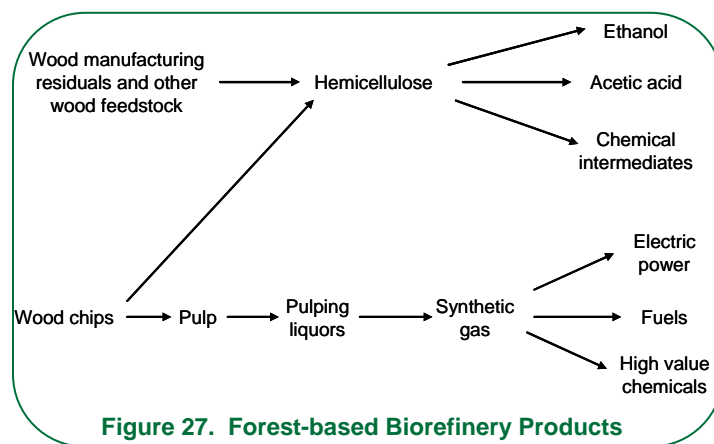 Ethanol
Wood manufacturing
residuals and other
wood feedstock
Hemicellulose
Acetic acid
Chemical
intermediates
Electric
power
Wood chips
Pulp
Pulping
liquors
Synthetic
gas
Fuels
High value
chemicals
Figure 27. Forest-based Biorefinery Products